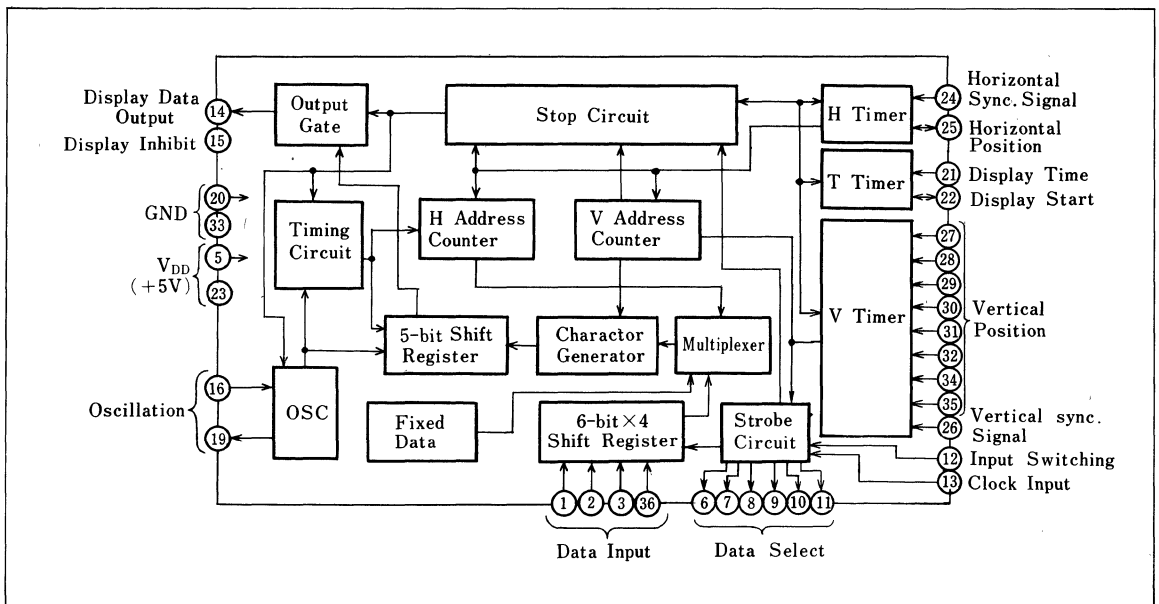 Display Data
Output
14
Display Inhibit
15
GND
20
33
V_DD
(+5V)
5
23
Oscillation
16
19
Output
Gate
Stop Circuit
H Timer
T Timer
V Timer
Timing
Circuit
H Address
Counter
V Address
Counter
5-bit Shift
Register
Charactor
Generator
Multiplexer
OSC
Fixed
Data
6-bit×4
Shift Register
Strobe
Circuit
24
Horizontal
Sync. Signal
25
Horizontal
Position
21
Display Time
22
Display Start
27
28
29
30
31
32
34
35
Vertical
Position
26
Vertical sync.
Signal
12
Input Switching
13
Clock Input
1 2 3 36
Data Input
6 7 8 9 10 11
Data Select